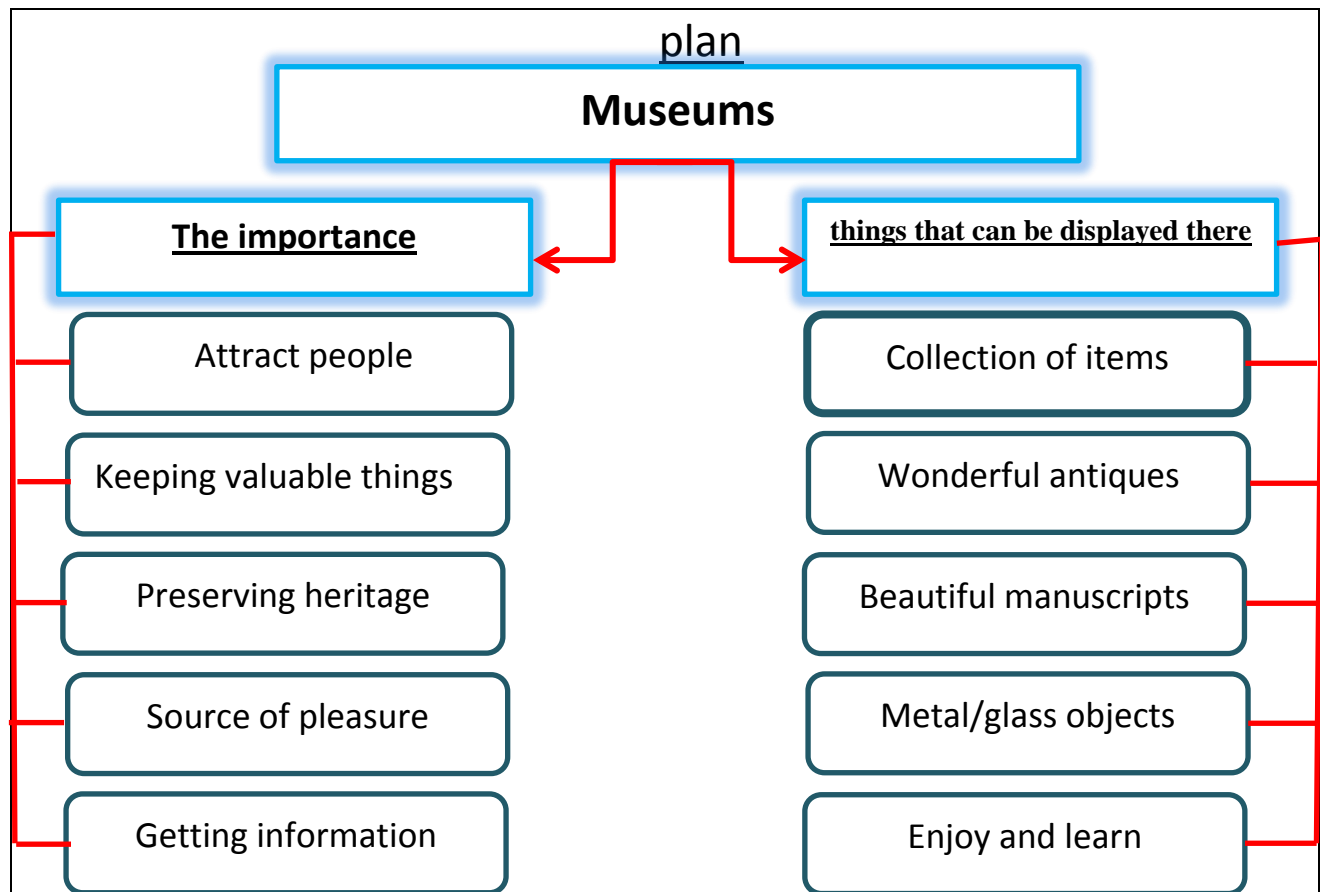 plan
Museums
The importance
things that can be displayed there
Attract people
Collection of items
Keeping valuable things
Wonderful antiques
Preserving heritage
Beautiful manuscripts
Source of pleasure
Metal/glass objects
Getting information
Enjoy and learn